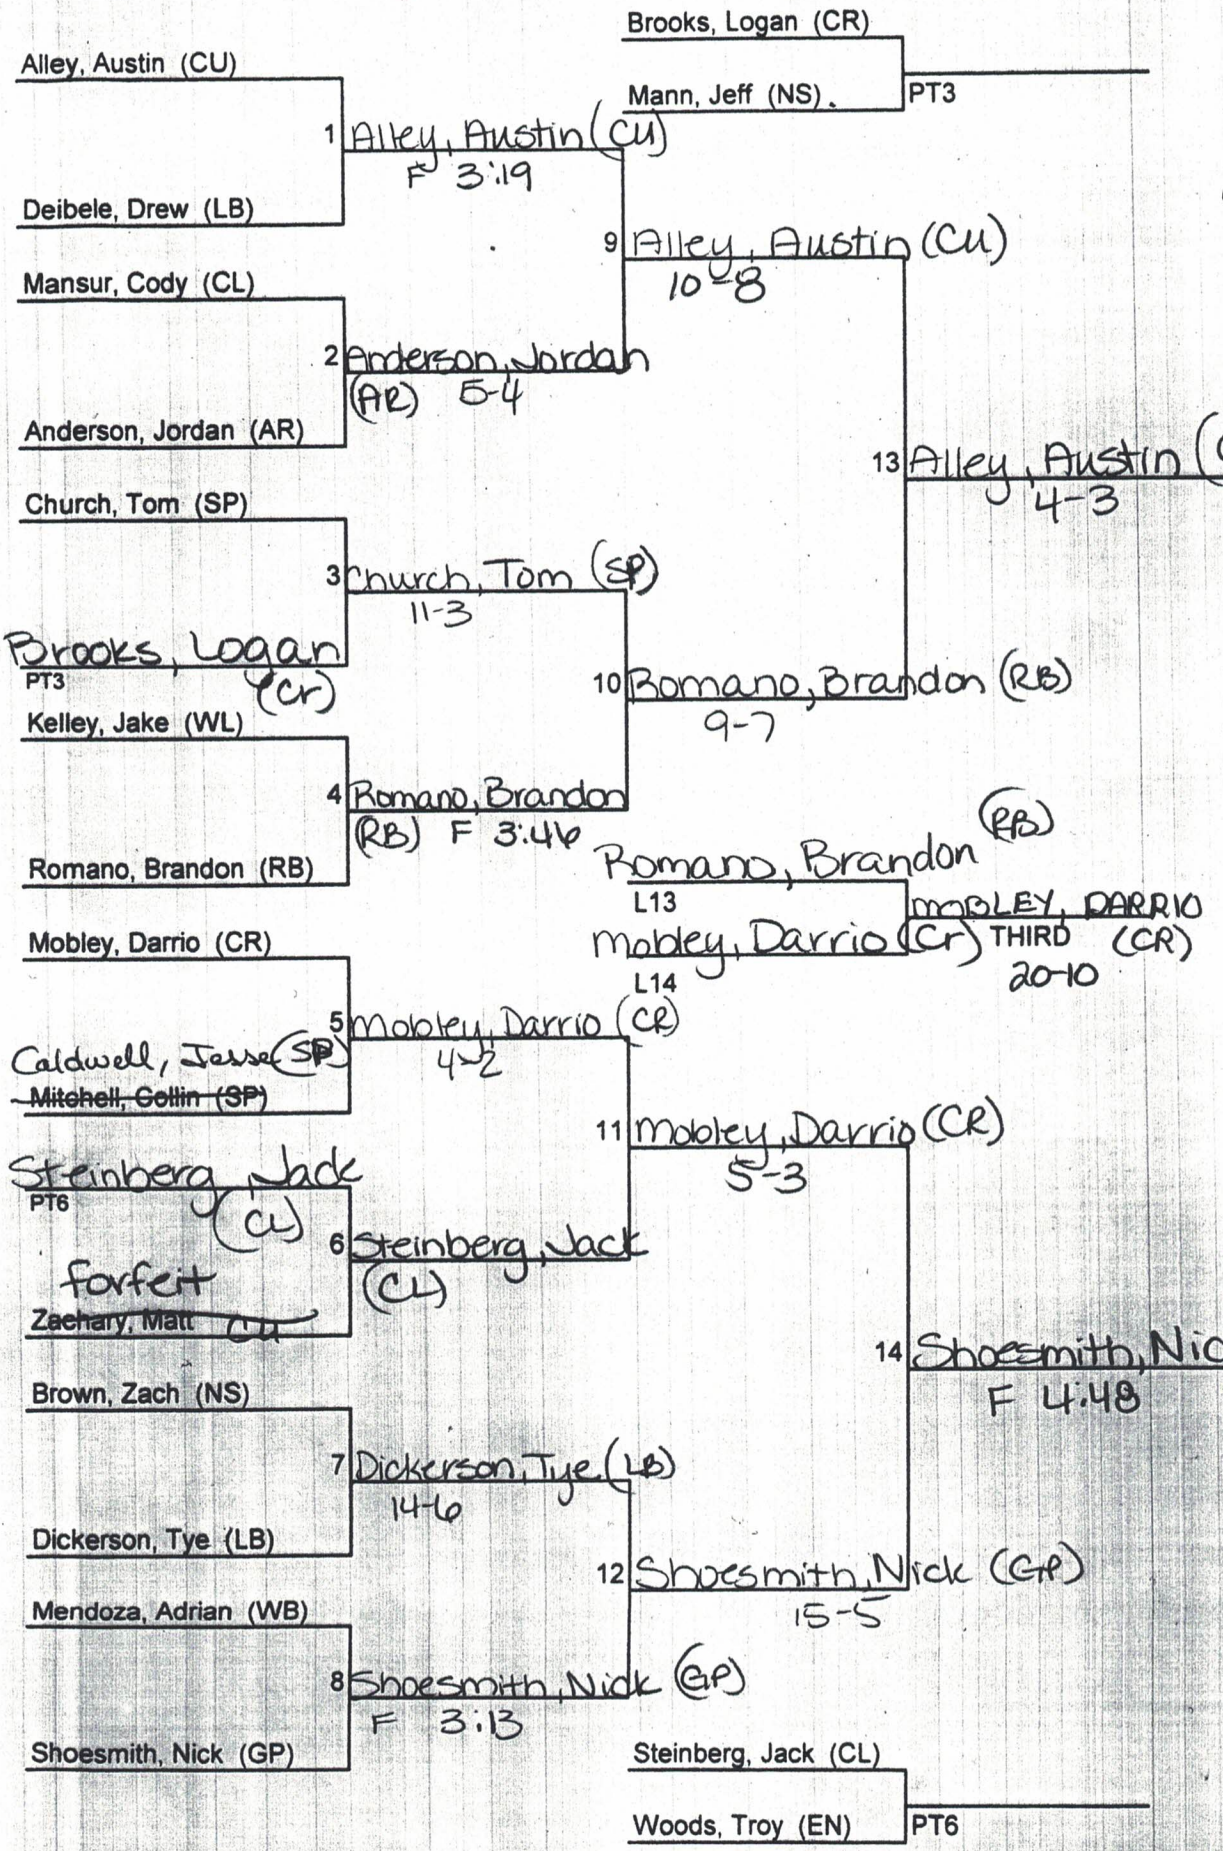 Brooks, Logan (CR)
Alley, Austin (CU)
Mann, Jeff (NS)
PT3
1 Alley, Austin (CU)
F 3:19
Deibele, Drew (LB)
9 Alley, Austin (CU)
10-8
Mansur, Cody (CL)
2 Anderson, Jordan
(AR) 5-4
Anderson, Jordan (AR)
13 Alley, Austin (
4-3
Church, Tom (SP)
3 Church, Tom (SP)
11-3
Brooks, Logan
PT3
(Cr)
10 Romano, Brandon (RB)
9-7
Kelley, Jake (WL)
4 Romano, Brandon
(RB) F 3:46
Romano, Brandon (RB)
Romano, Brandon (RB)
L13
MOBLEY, DARRIO
Mobley, Darrio (Cr) THIRD (CR)
20-10
L14
Mobley, Darrio (CR)
5 Mobley, Darrio (CR)
4-2
Caldwell, Jesse (SP)
Mitchell, Collin (SP)
11 Mobley, Darrio (CR)
5-3
Steinberg, Jack
PT6
(CL)
6 Steinberg, Jack
(CL)
forfeit
Zachary, Matt CU
14 Shoesmith, Nic
F 4:48
Brown, Zach (NS)
7 Dickerson, Tye (LB)
14-6
Dickerson, Tye (LB)
12 Shoesmith, Nick (GP)
15-5
Mendoza, Adrian (WB)
8 Shoesmith, Nick (GP)
F 3:13
Shoesmith, Nick (GP)
Steinberg, Jack (CL)
Woods, Troy (EN)
PT6